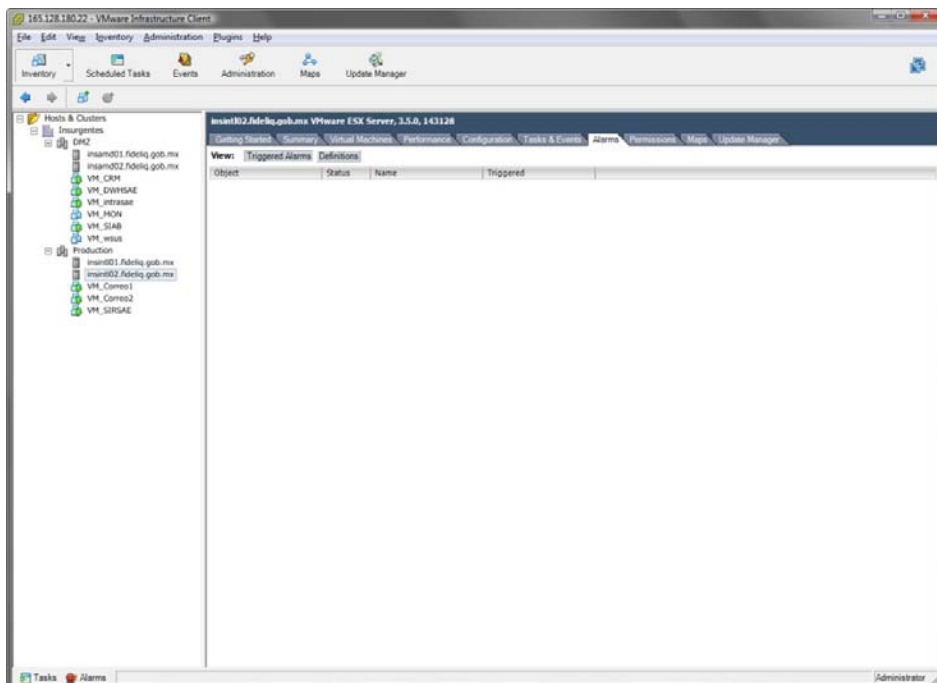 165.128.180.22 - VMware Infrastructure Client
File Edit View Inventory Administration Plugins Help
Inventory Scheduled Tasks Events Administration Maps Update Manager
Hosts & Clusters
Insurgentes
DMZ
insamd01.fideliq.gob.mx
insamd02.fideliq.gob.mx
VM_CRM
VM_DWHSAE
VM_intrasae
VM_MON
VM_SIAB
VM_wsus
Production
insintl01.fideliq.gob.mx
insintl02.fideliq.gob.mx
VM_Correo1
VM_Correo2
VM_SIRSAE
insintl02.fideliq.gob.mx VMware ESX Server, 3.5.0, 143128
Getting Started Summary Virtual Machines Performance Configuration Tasks & Events Alarms Permissions Maps Update Manager
View: Triggered Alarms Definitions
Object Status Name Triggered
Tasks Alarms
Administrator